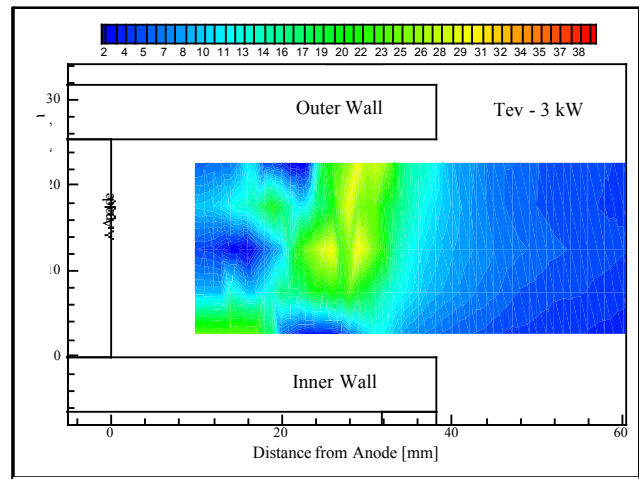 2 4 5 7 8 10 11 13 14 16 17 19 20 22 23 25 26 28 29 31 32 34 35 37 38
30
Outer Wall
Tev - 3 kW
20
Anode
10
0
Inner Wall
0 20 40 60
Distance from Anode [mm]